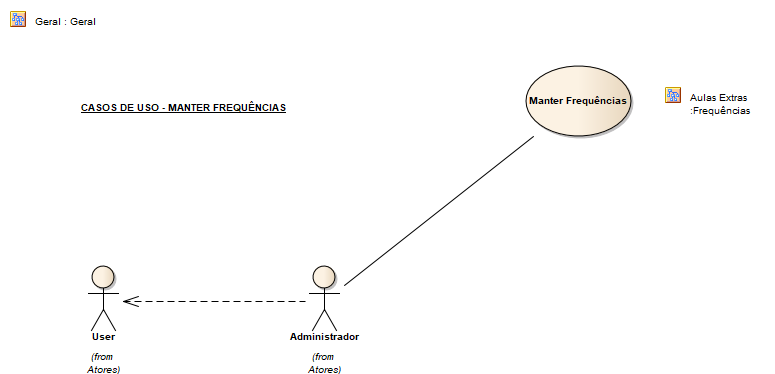 Geral : Geral
CASOS DE USO - MANTER FREQUÊNCIAS
Manter Frequências
Aulas Extras
:Frequências
User
(from
Atores)
Administrador
(from
Atores)